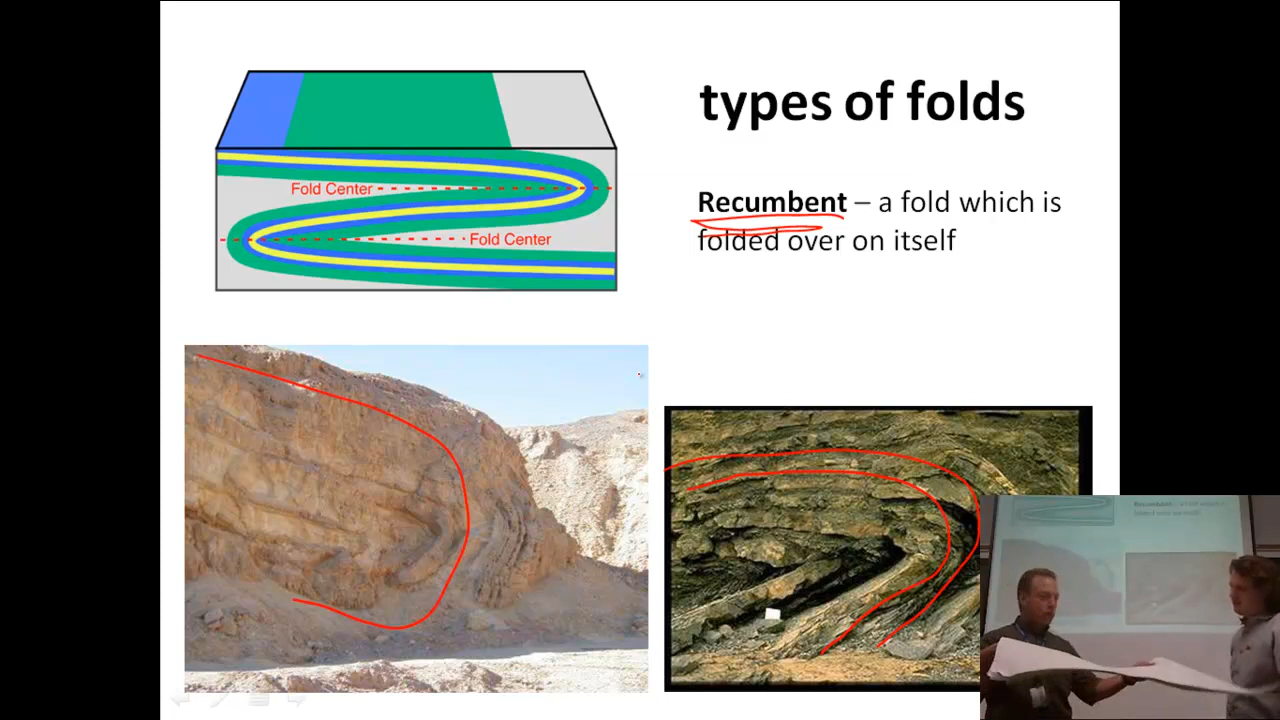 types of folds
Recumbent – a fold which is
folded over on itself
Fold Center
Fold Center